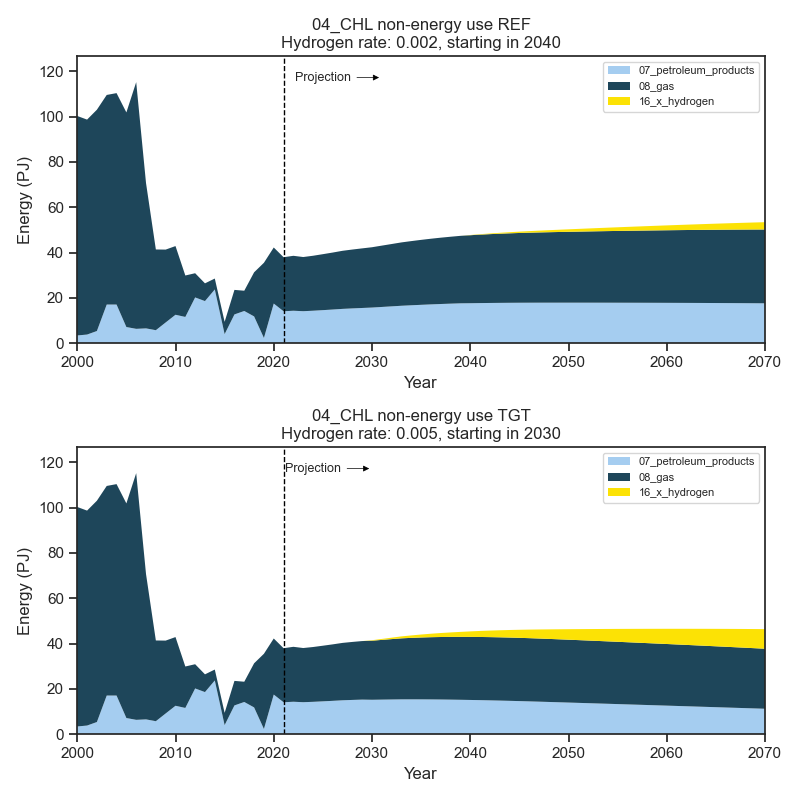 04_CHL non-energy use REF
Hydrogen rate: 0.002, starting in 2040
Energy (PJ)
120
100
80
60
40
20
0
Projection
07_petroleum_products
08_gas
16_x_hydrogen
2000 2010 2020 2030 2040 2050 2060 2070
Year
04_CHL non-energy use TGT
Hydrogen rate: 0.005, starting in 2030
Energy (PJ)
120
100
80
60
40
20
0
Projection
07_petroleum_products
08_gas
16_x_hydrogen
2000 2010 2020 2030 2040 2050 2060 2070
Year